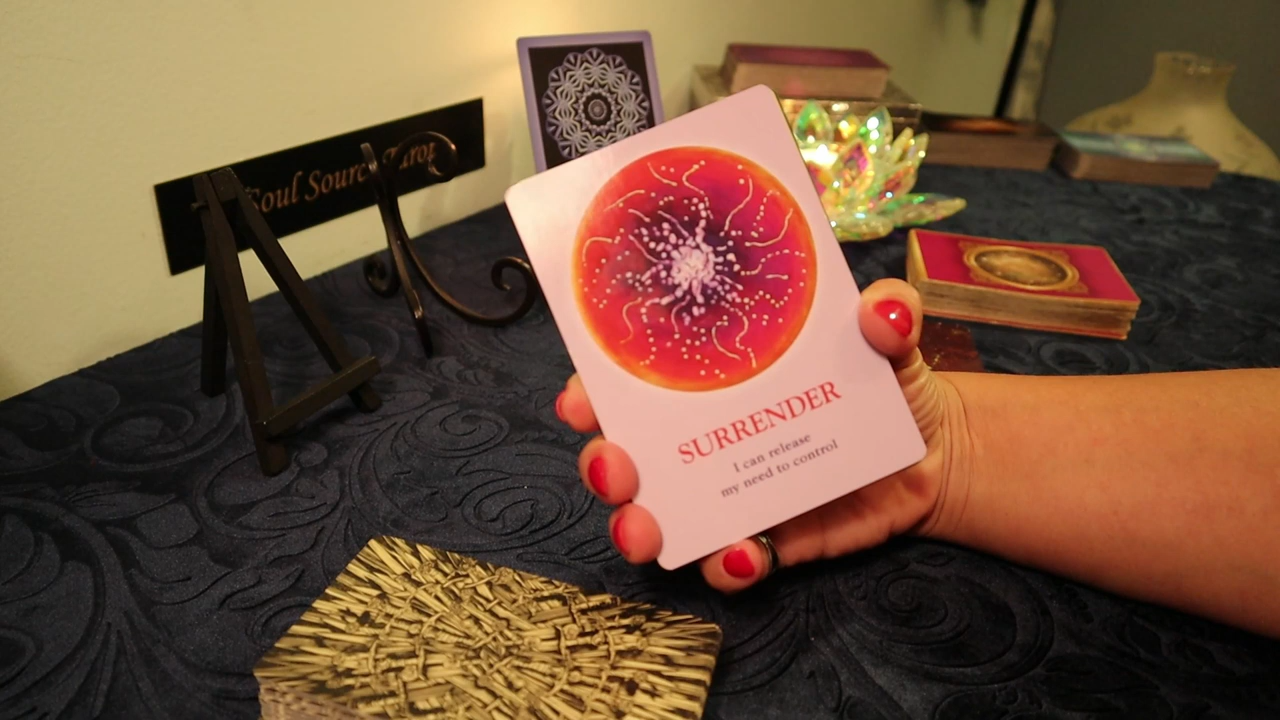 Soul Source Tarot
SURRENDER
I can release
my need to control